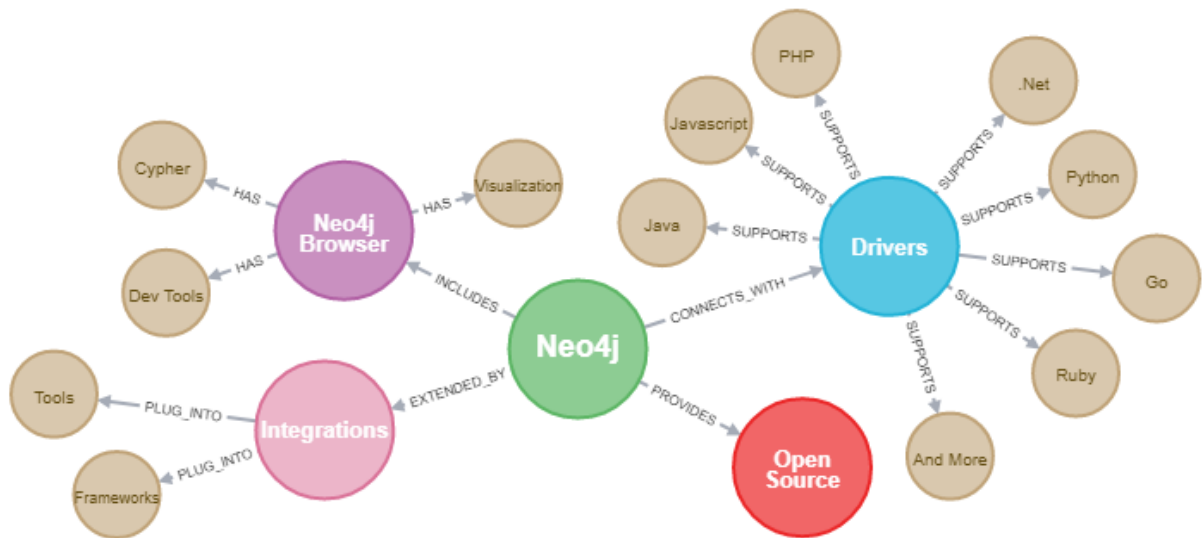 PHP
.Net
Javascript
SUPPORTS
SUPPORTS
Cypher
SUPPORTS
Python
HAS
Visualization
HAS
SUPPORTS
Neo4j
Browser
Java
SUPPORTS
Drivers
HAS
Dev Tools
INCLUDES
SUPPORTS
Go
CONNECTS_WITH
SUPPORTS
Neo4j
SUPPORTS
Ruby
EXTENDED_BY
Tools
PLUG_INTO
PROVIDES
Integrations
Open
Source
And More
PLUG_INTO
Frameworks